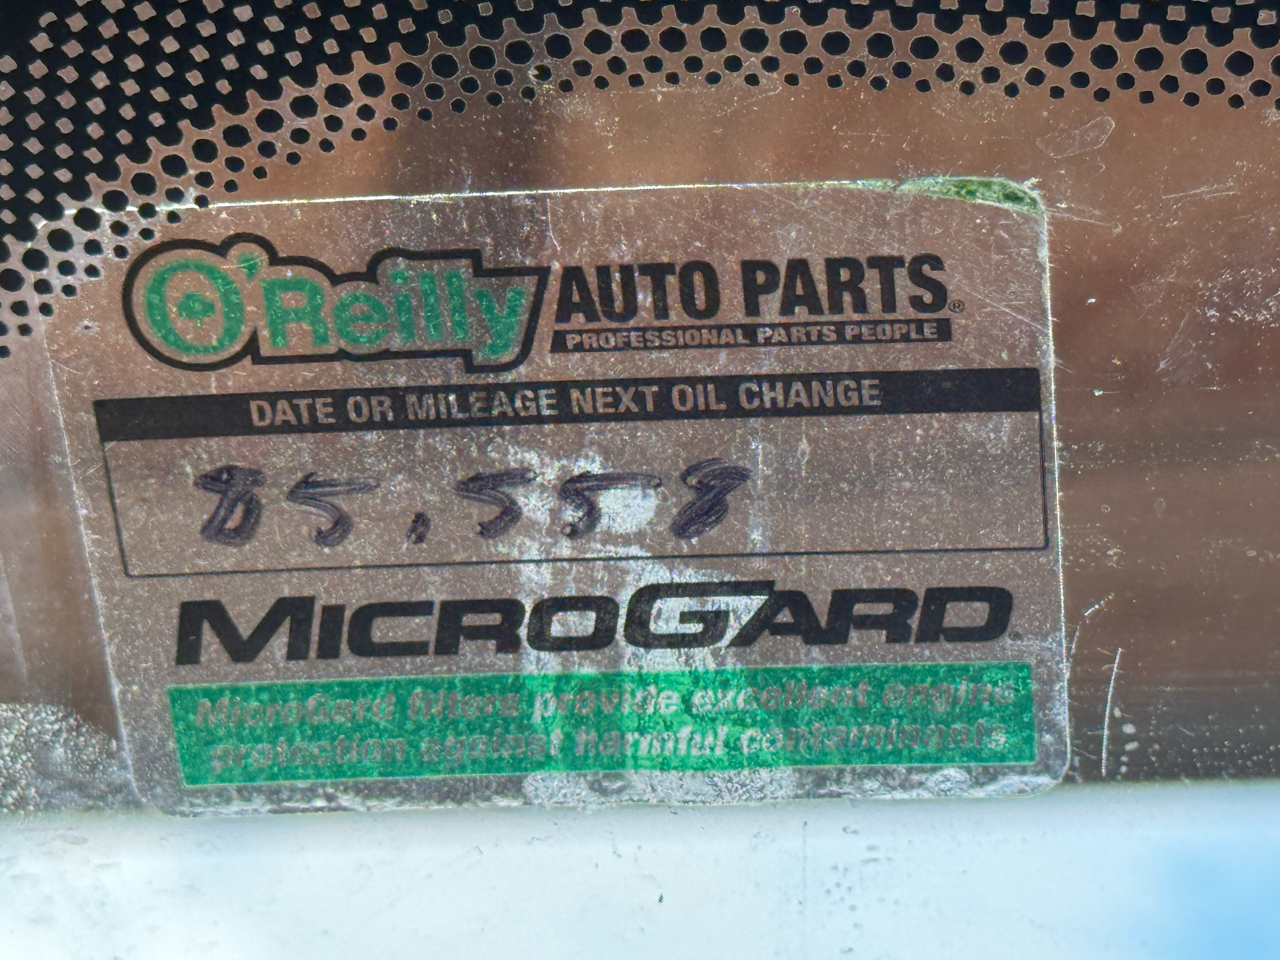 O'Reilly AUTO PARTS®
PROFESSIONAL PARTS PEOPLE
DATE OR MILEAGE NEXT OIL CHANGE
85,558
MICROGARD
MicroGard filters provide excellent engine
protection against harmful contaminants